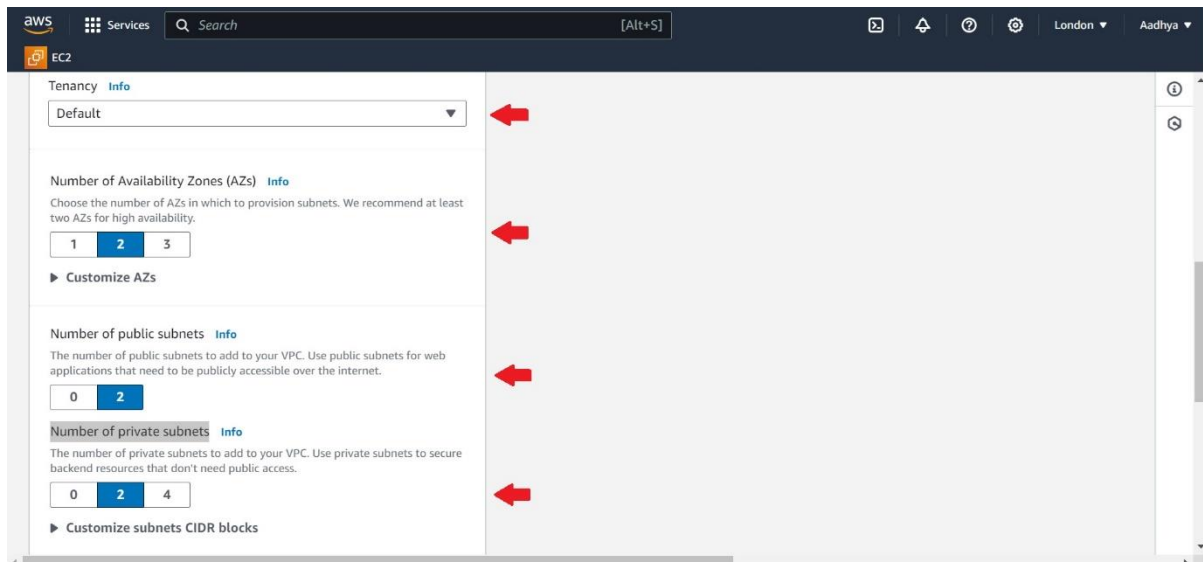 aws Services Search [Alt+S] London Aadhya
EC2
Tenancy Info
Default
Number of Availability Zones (AZs) Info
Choose the number of AZs in which to provision subnets. We recommend at least
two AZs for high availability.
1 2 3
Customize AZs
Number of public subnets Info
The number of public subnets to add to your VPC. Use public subnets for web
applications that need to be publicly accessible over the internet.
0 2
Number of private subnets Info
The number of private subnets to add to your VPC. Use private subnets to secure
backend resources that don't need public access.
0 2 4
Customize subnets CIDR blocks